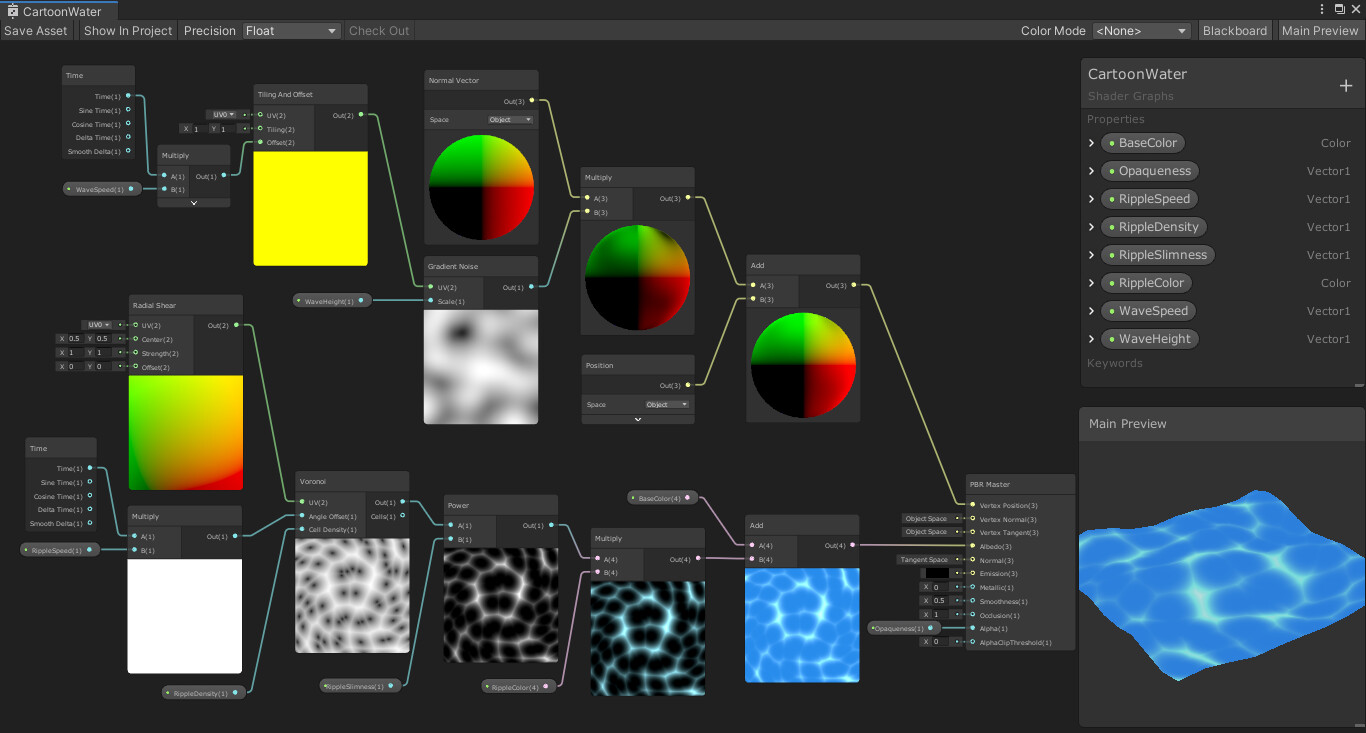 CartoonWater
Save Asset Show In Project Precision Float Check Out Color Mode <None> Blackboard Main Preview
Time
Time(1)
Sine Time(1)
Cosine Time(1)
Delta Time(1)
Smooth Delta(1)
WaveSpeed(1)
Multiply
A(1) Out(1)
B(1)
Tiling And Offset
UV0 UV(2) Out(2)
X 1 Y 1 Tiling(2)
Offset(2)
Normal Vector
Out(3)
Space Object
Gradient Noise
UV(2) Out(1)
WaveHeight(1) Scale(1)
Multiply
A(3) Out(3)
B(3)
Position
Out(3)
Space Object
Add
A(3) Out(3)
B(3)
Radial Shear
UV0 UV(2) Out(2)
X 0.5 Y 0.5 Center(2)
X 1 Y 1 Strength(2)
X 0 Y 0 Offset(2)
Time
Time(1)
Sine Time(1)
Cosine Time(1)
Delta Time(1)
Smooth Delta(1)
RippleSpeed(1)
Multiply
A(1) Out(1)
B(1)
RippleDensity(1)
Voronoi
UV(2) Out(1)
Angle Offset(1) Cells(1)
Cell Density(1)
RippleSlimness(1)
Power
A(1) Out(1)
B(1)
RippleColor(4)
Multiply
A(4) Out(4)
B(4)
BaseColor(4)
Add
A(4) Out(4)
B(4)
PBR Master
Vertex Position(3)
Object Space Vertex Normal(3)
Object Space Vertex Tangent(3)
Albedo(3)
Tangent Space Normal(3)
Emission(3)
X 0 Metallic(1)
X 0.5 Smoothness(1)
X 1 Occlusion(1)
Opaqueness(1) Alpha(1)
X 0 AlphaClipThreshold(1)
CartoonWater
Shader Graphs
Properties
BaseColor Color
Opaqueness Vector1
RippleSpeed Vector1
RippleDensity Vector1
RippleSlimness Vector1
RippleColor Color
WaveSpeed Vector1
WaveHeight Vector1
Keywords
Main Preview